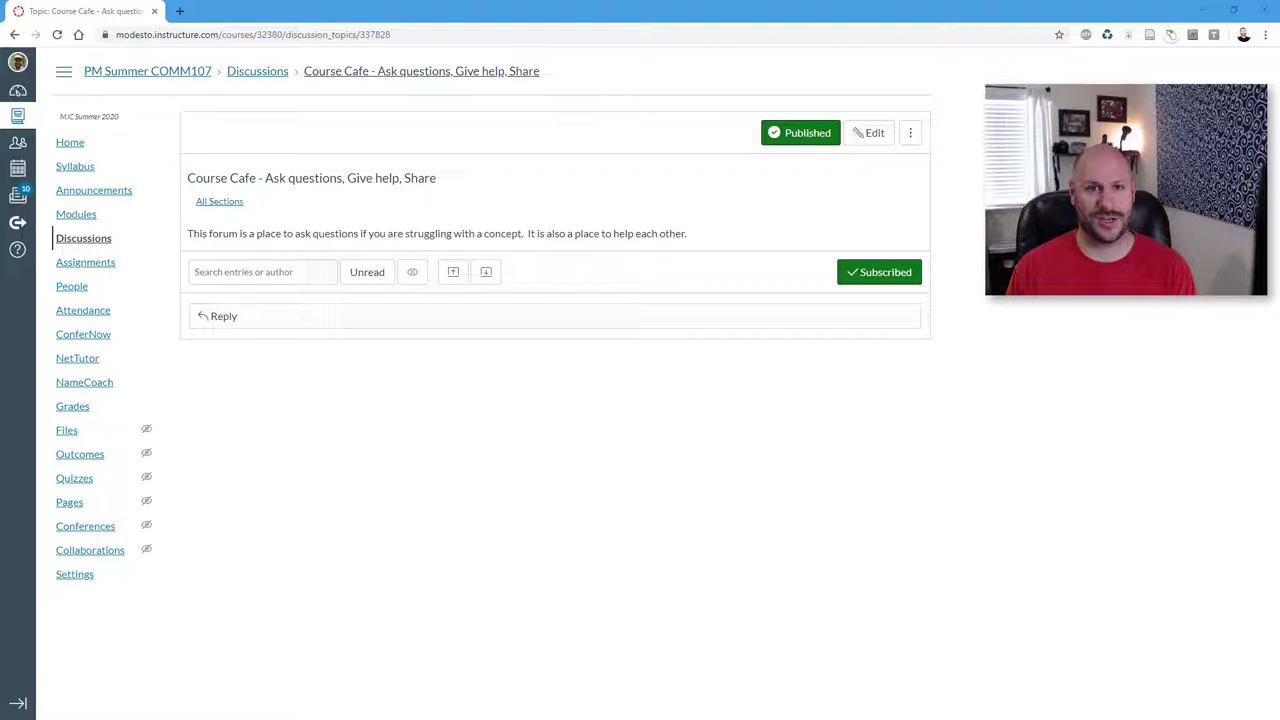 Topic: Course Cafe - Ask questic
modesto.instructure.com/courses/32380/discussion_topics/337828
PM Summer COMM107 › Discussions › Course Cafe - Ask questions, Give help, Share
10
MJC Summer 2020
Home
Syllabus
Announcements
Modules
Discussions
Assignments
People
Attendance
ConferNow
NetTutor
NameCoach
Grades
Files
Outcomes
Quizzes
Pages
Conferences
Collaborations
Settings
Published
Edit
Course Cafe - Ask questions, Give help, Share
All Sections
This forum is a place to ask questions if you are struggling with a concept. It is also a place to help each other.
Search entries or author
Unread
Subscribed
Reply